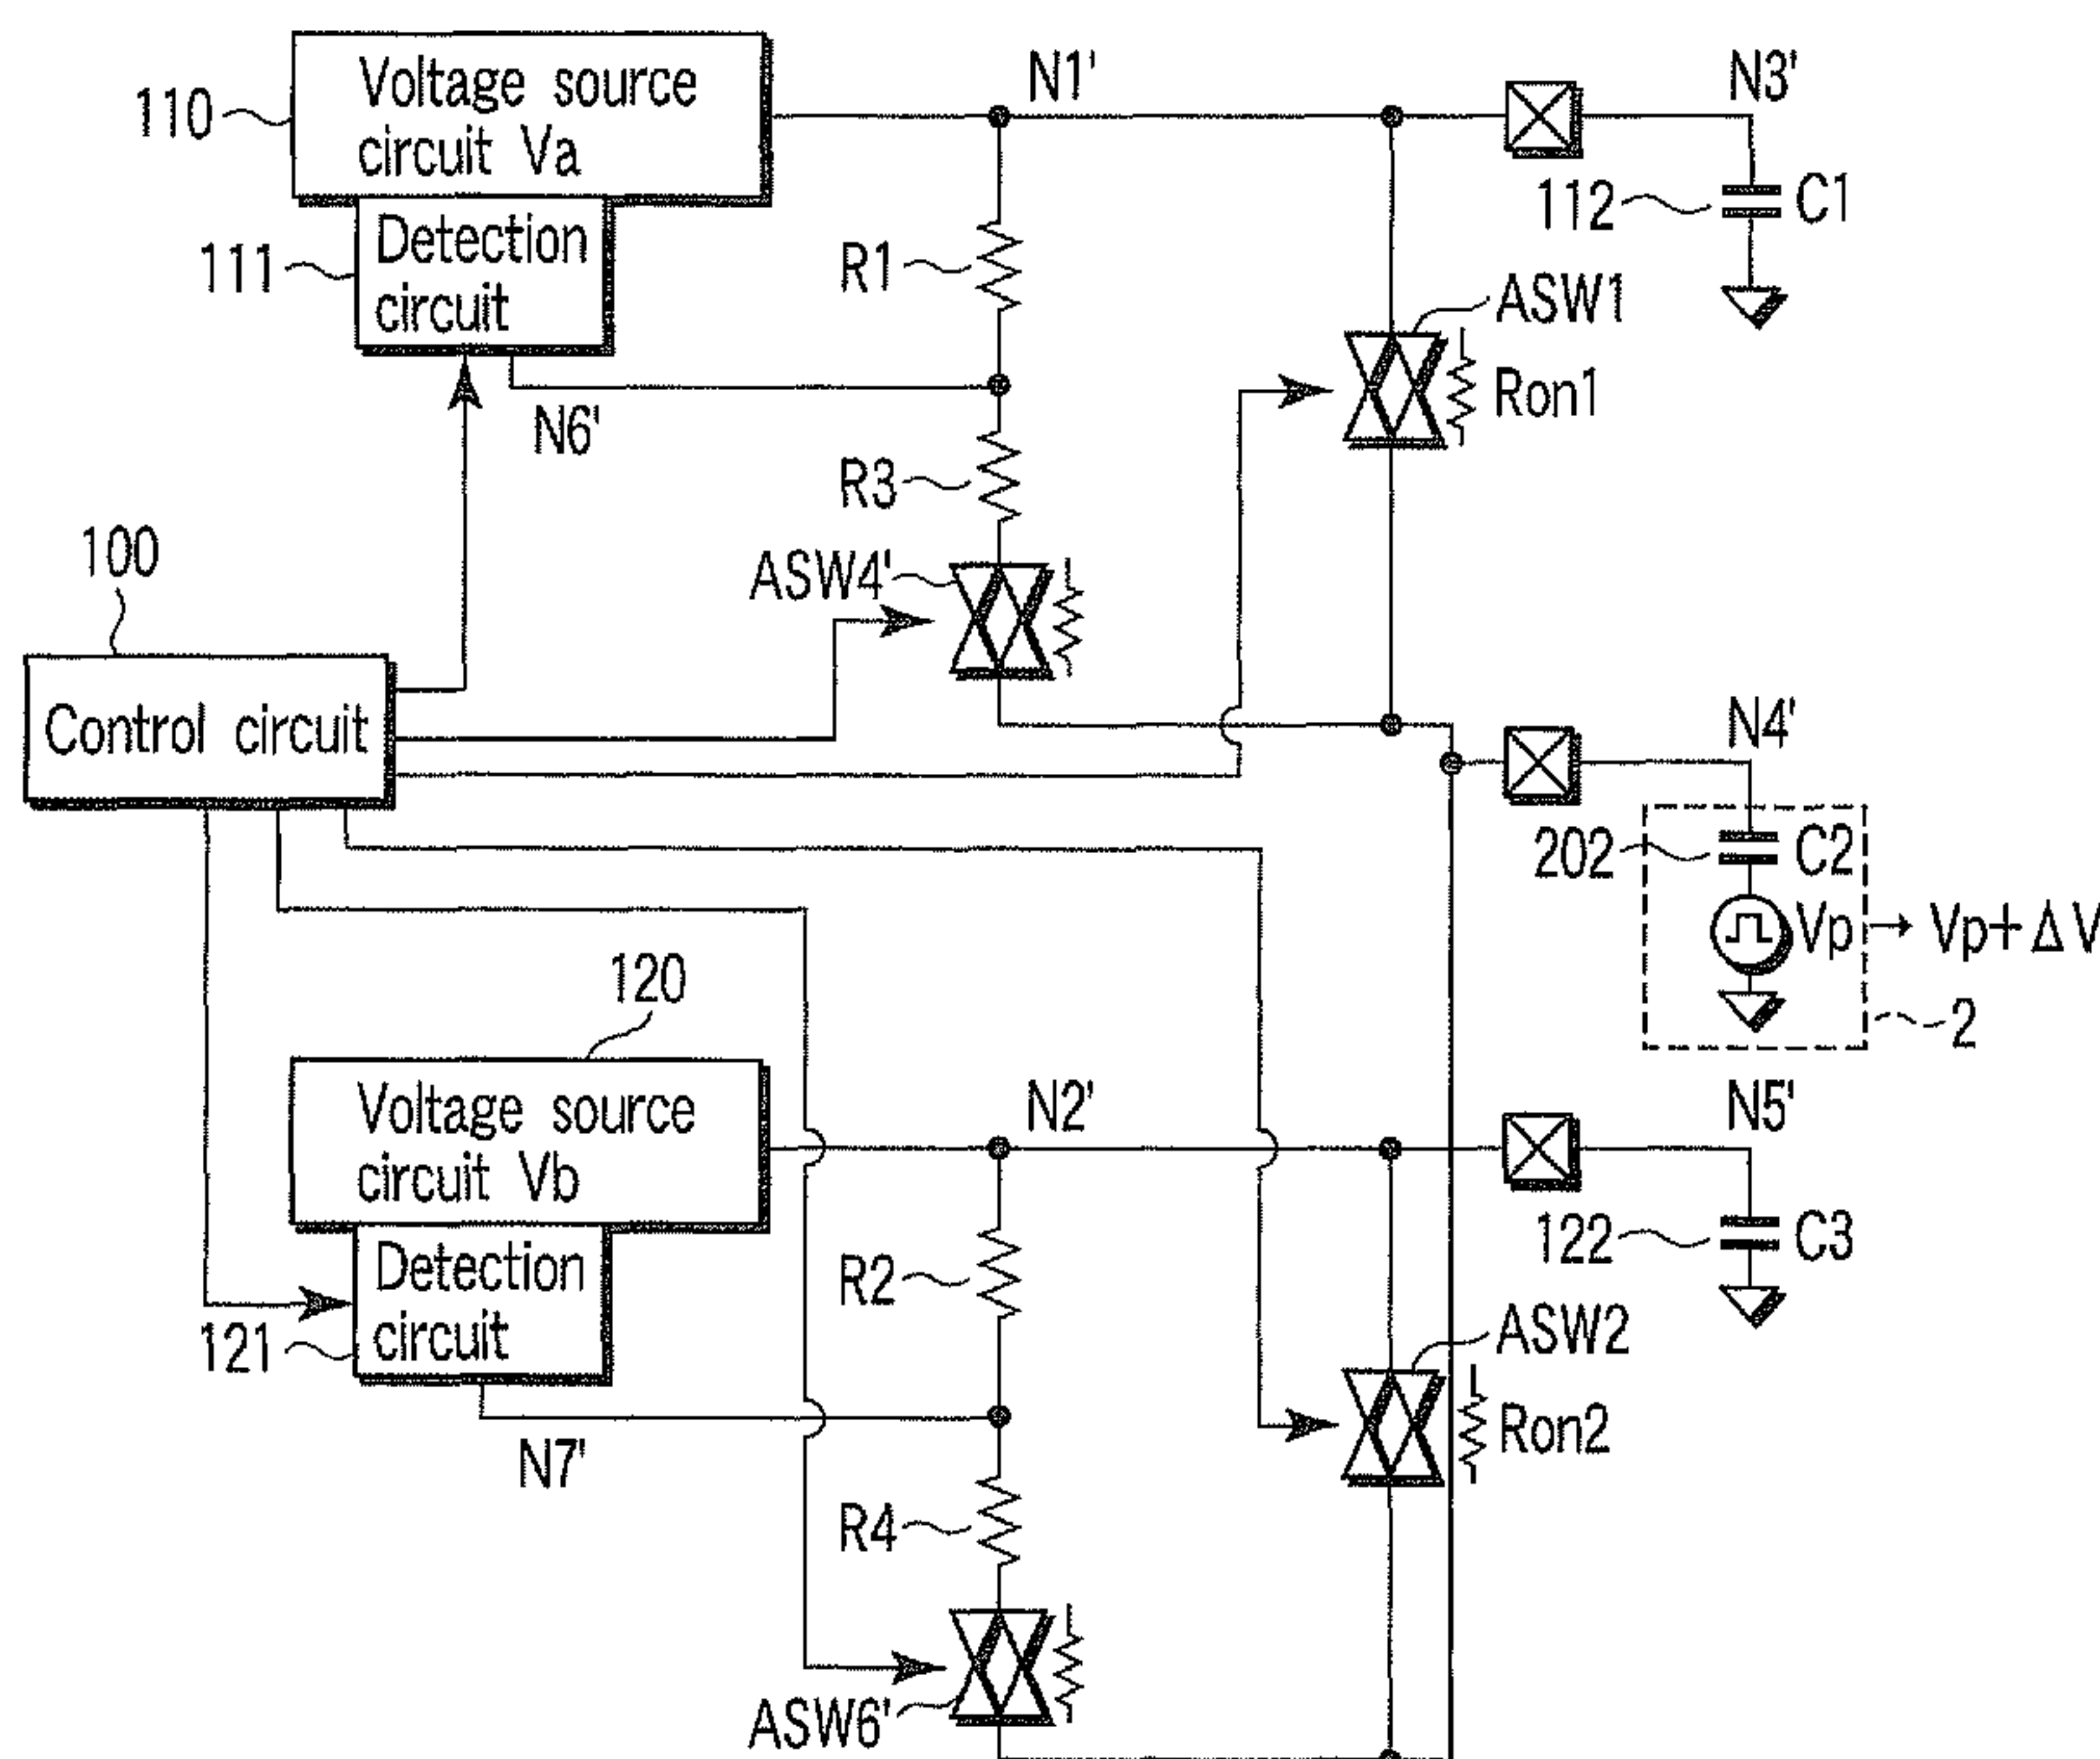 Voltage source
circuit Va
110
N1'
N3'
Detection
circuit
111
R1
112
C1
ASW1
Ron1
N6'
R3
100
ASW4'
Control circuit
N4'
202
C2
Vp
Vp+ΔV
2
120
Voltage source
circuit Vb
N2'
N5'
122
C3
Detection
circuit
121
R2
ASW2
Ron2
N7'
R4
ASW6'